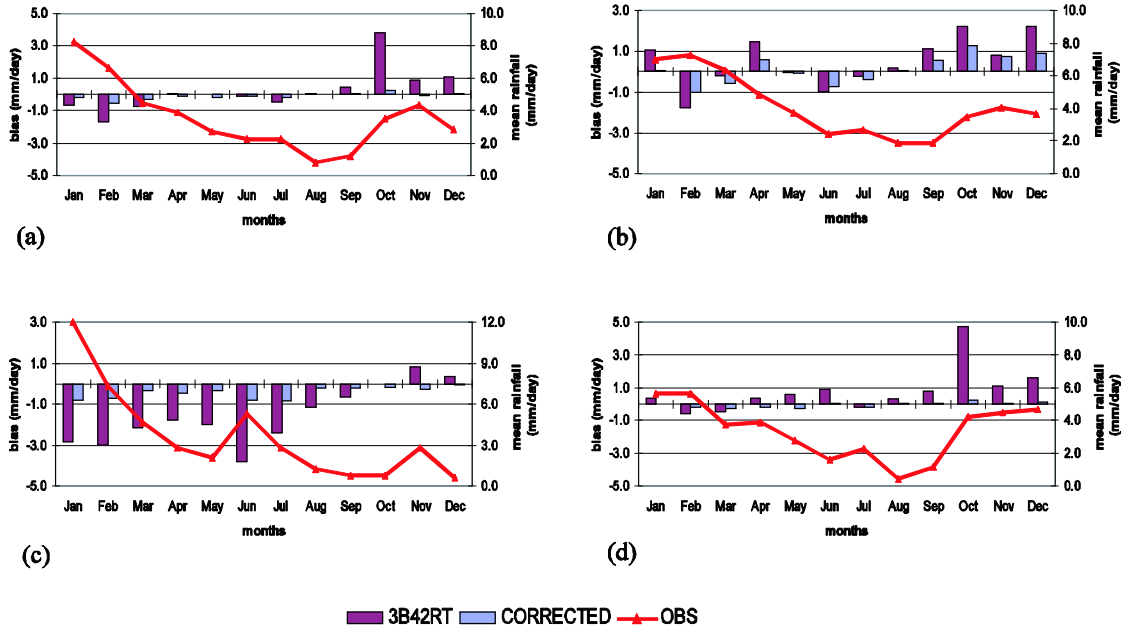 5.0
3.0
1.0
-1.0
-3.0
-5.0
bias (mm/day)
10.0
8.0
6.0
4.0
2.0
0.0
mean rainfall
(mm/day)
Jan Feb Mar Apr May Jun Jul Aug Sep Oct Nov Dec
months
(a)
3.0
1.0
-1.0
-3.0
-5.0
bias (mm/day)
10.0
8.0
6.0
4.0
2.0
0.0
mean rainfall
(mm/day)
Jan Feb Mar Apr May Jun Jul Aug Sep Oct Nov Dec
months
(b)
3.0
1.0
-1.0
-3.0
-5.0
bias (mm/day)
12.0
9.0
6.0
3.0
0.0
mean rainfall
(mm/day)
Jan Feb Mar Apr May Jun Jul Aug Sep Oct Nov Dec
months
(c)
5.0
3.0
1.0
-1.0
-3.0
-5.0
bias (mm/day)
10.0
8.0
6.0
4.0
2.0
0.0
mean rainfall
(mm/day)
Jan Feb Mar Apr May Jun Jul Aug Sep Oct Nov Dec
months
(d)
3B42RT CORRECTED OBS